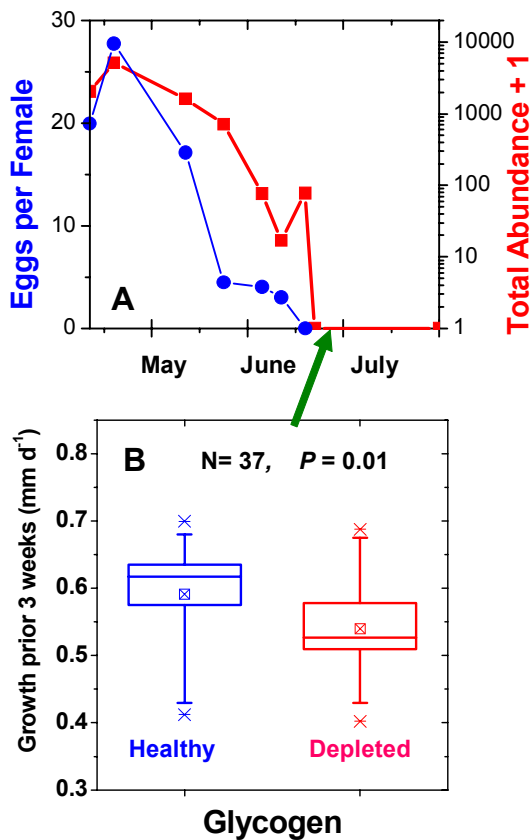 30
20
10
0
Eggs per Female
10000
1000
100
10
1
Total Abundance + 1
A
May June July
B N= 37, P = 0.01
0.8
0.7
0.6
0.5
0.4
0.3
Growth prior 3 weeks (mm d⁻¹)
Healthy Depleted
Glycogen